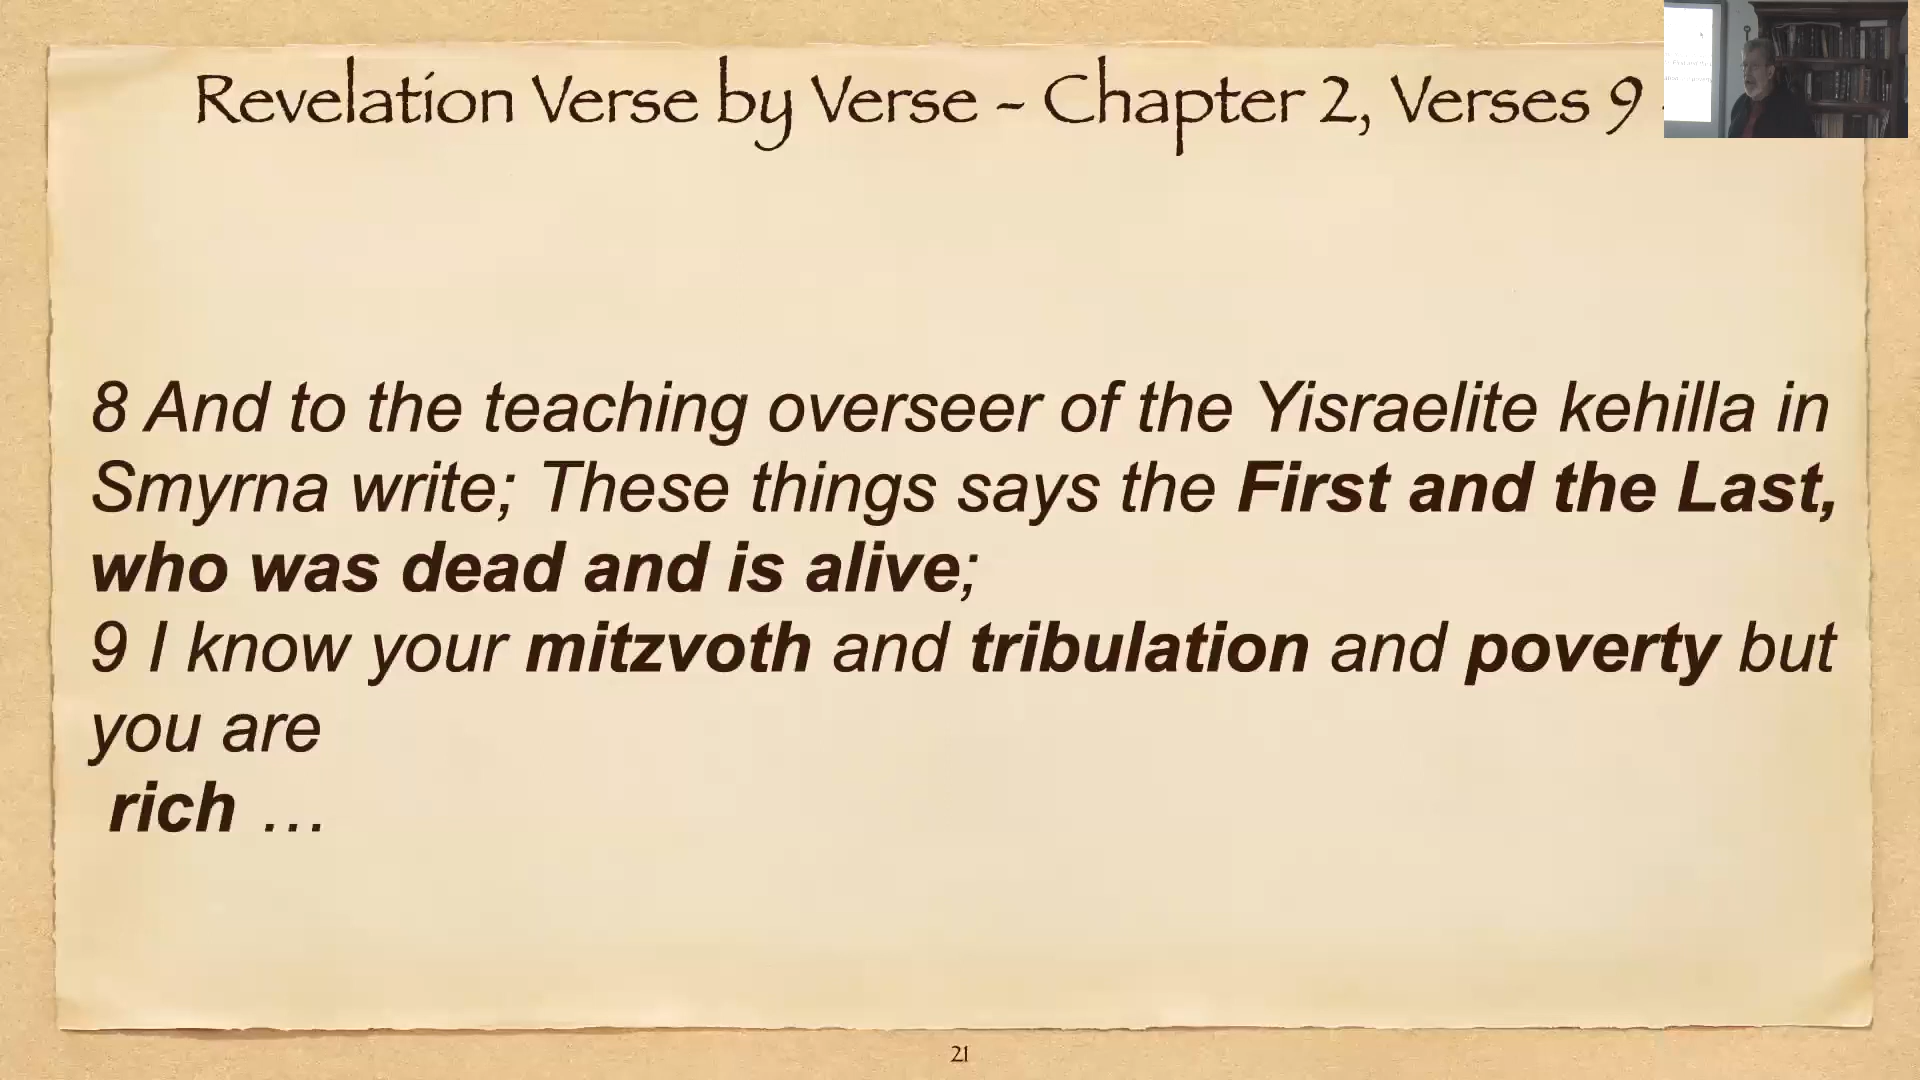 Revelation Verse by Verse - Chapter 2, Verses 9
8 And to the teaching overseer of the Yisraelite kehilla in
Smyrna write; These things says the First and the Last,
who was dead and is alive;
9 I know your mitzvoth and tribulation and poverty but
you are
rich …
21